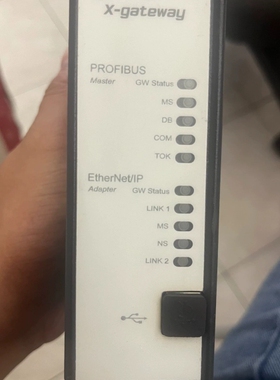 X-gateway
PROFIBUS
Master GW Status
MS
DB
COM
TOK
EtherNet/IP
Adapter GW Status
LINK 1
MS
NS
LINK 2